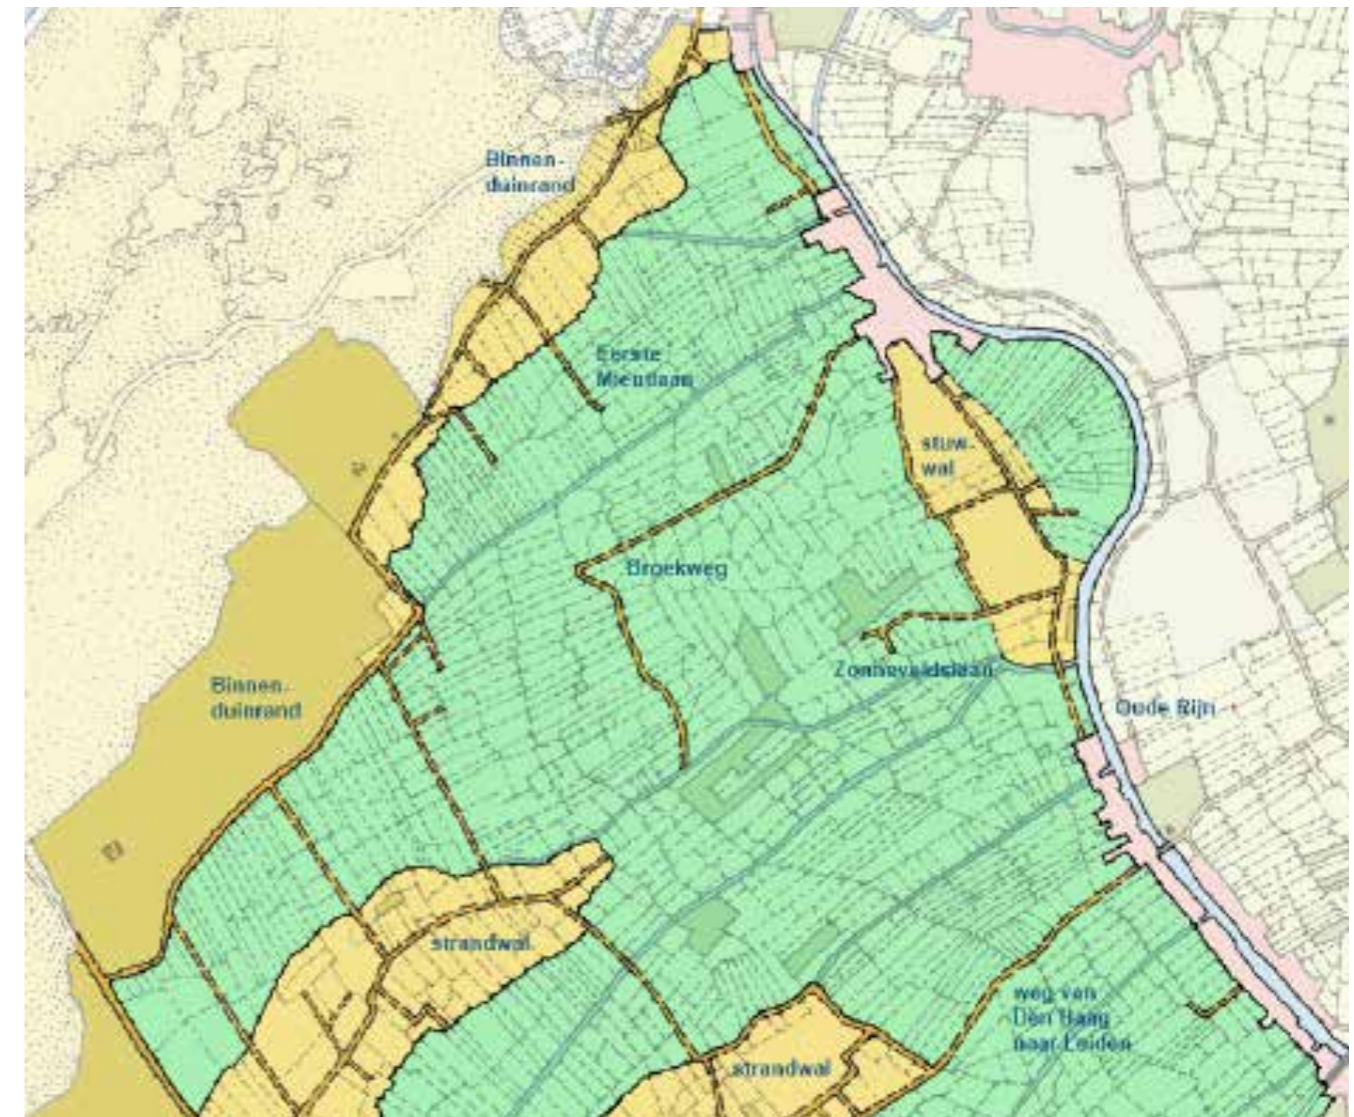 Binnen-
duinrand
Eerste
Mientlaan
stuw-
wal
Broekweg
Zonneveldslaan
Binnen-
duinrand
Oude Rijn
strandwal
weg van
Den Haag
naar Leiden
strandwal